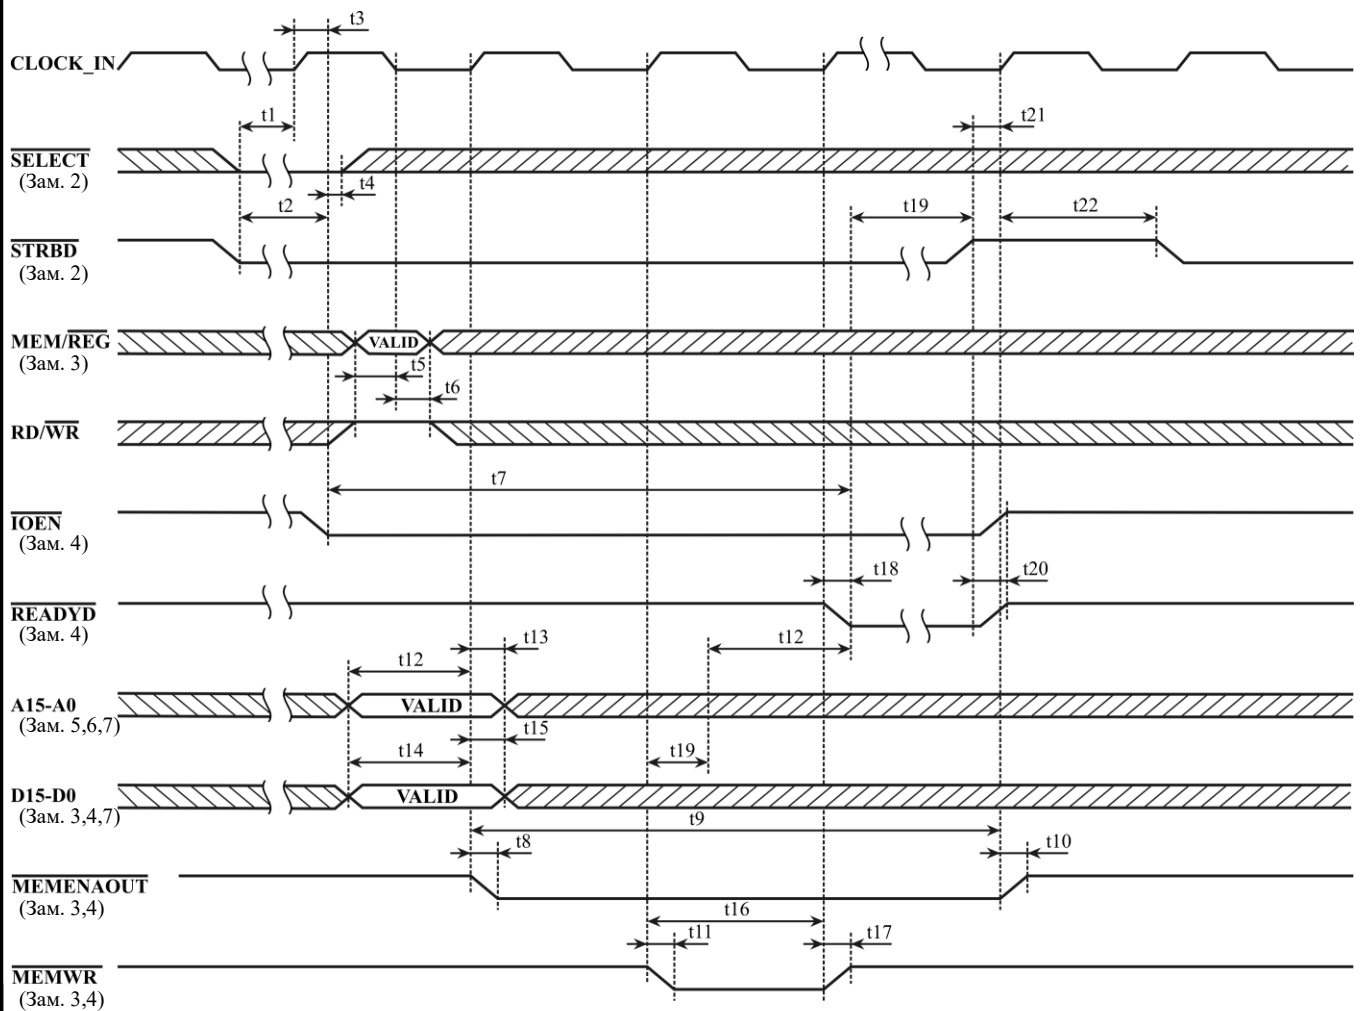 t3
CLOCK_IN
t1
t21
SELECT
(Зам. 2)
t4
t2
t19
t22
STRBD
(Зам. 2)
MEM/REG
VALID
(Зам. 3)
t5
t6
RD/WR
t7
IOEN
(Зам. 4)
t18
t20
READYD
(Зам. 4)
t13
t12
t12
A15-A0
VALID
(Зам. 5,6,7)
t15
t14
t19
D15-D0
VALID
(Зам. 3,4,7)
t9
t8
t10
MEMENAOUT
(Зам. 3,4)
t16
t11
t17
MEMWR
(Зам. 3,4)